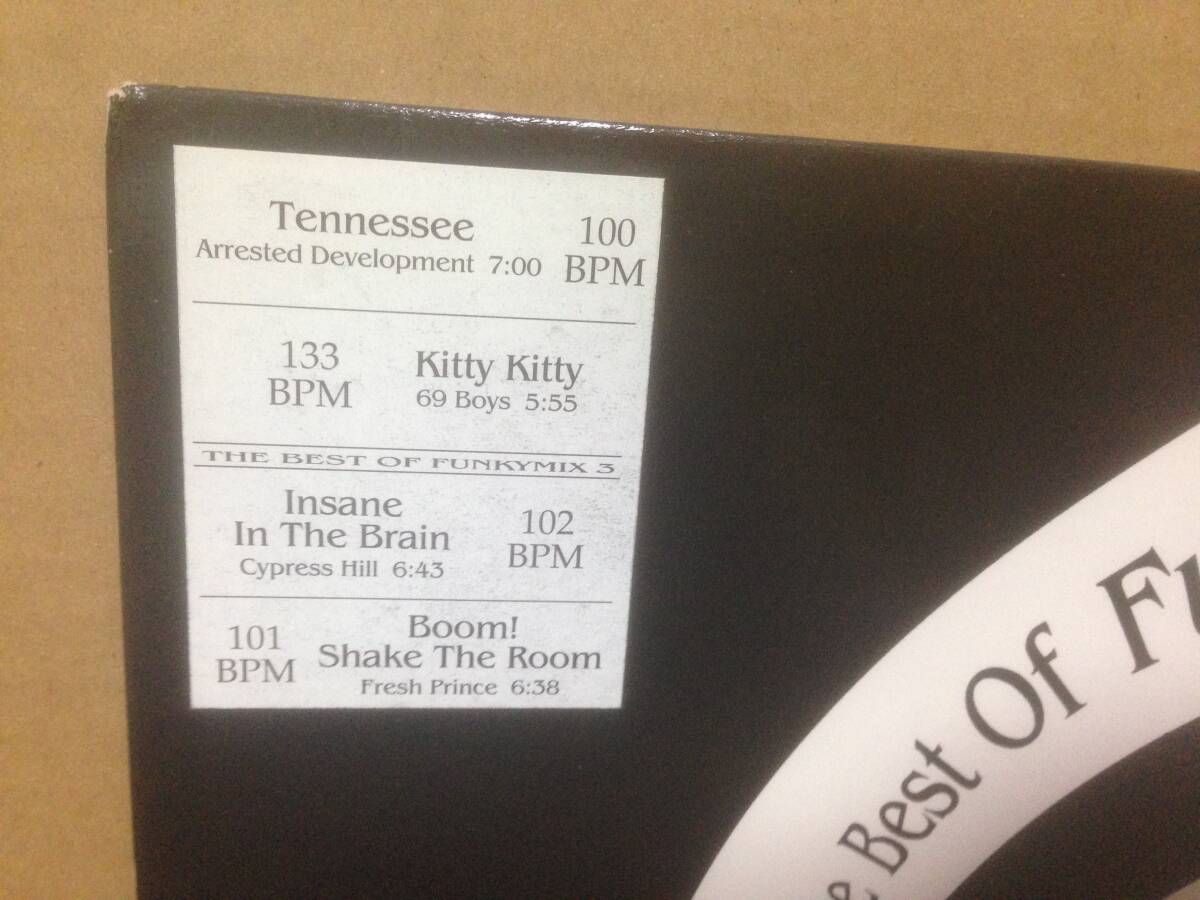 Tennessee
Arrested Development 7:00
100
BPM
133
BPM
Kitty Kitty
69 Boys 5:55
THE BEST OF FUNKYMIX 3
Insane
In The Brain
Cypress Hill 6:43
102
BPM
101
BPM
Boom!
Shake The Room
Fresh Prince 6:38
Best Of